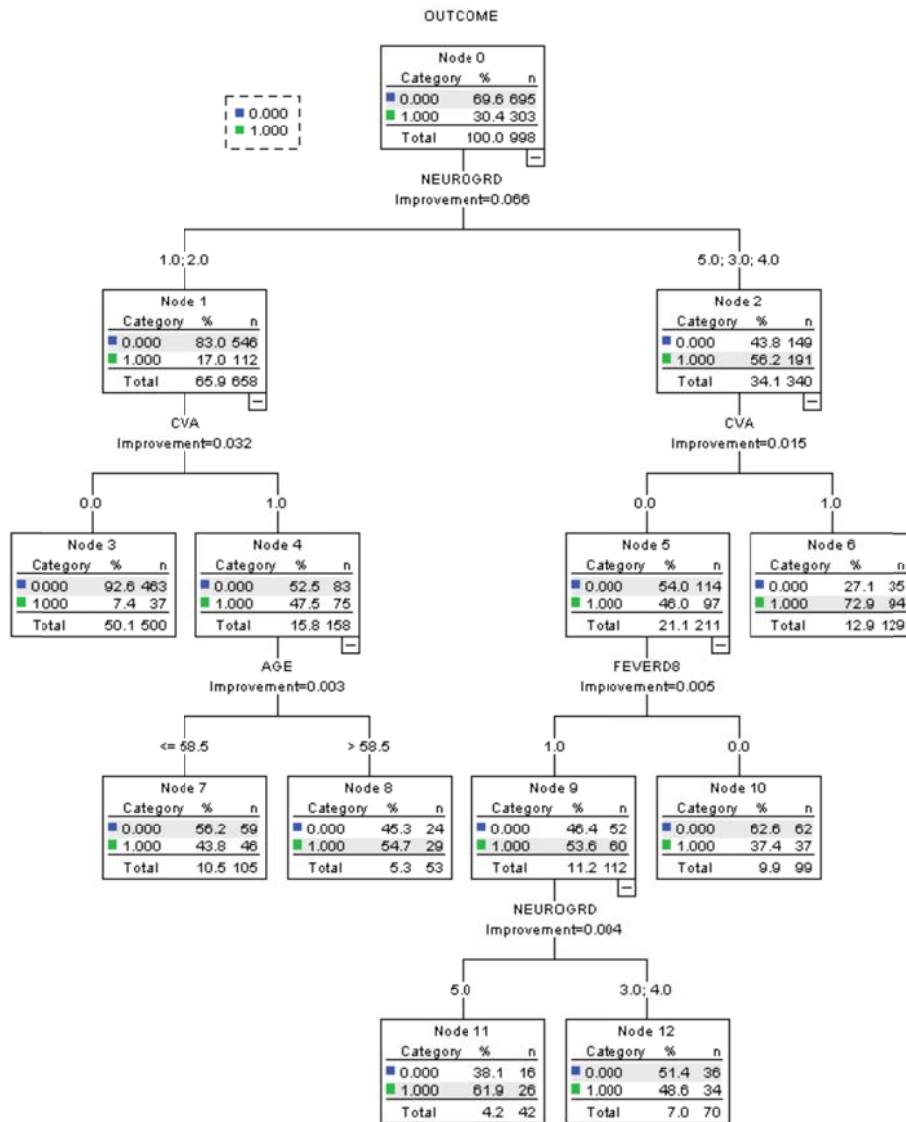 OUTCOME
Node 0
Category % n
0.000 69.6 695
1.000 30.4 303
Total 100.0 998
0.000
1.000
NEUROGRD
Improvement=0.066
1.0; 2.0
5.0; 3.0; 4.0
Node 1
Category % n
0.000 83.0 546
1.000 17.0 112
Total 65.9 658
Node 2
Category % n
0.000 43.8 149
1.000 56.2 191
Total 34.1 340
CVA
Improvement=0.032
CVA
Improvement=0.015
0.0
1.0
0.0
1.0
Node 3
Category % n
0.000 92.6 463
1000 7.4 37
Total 50.1 500
Node 4
Category % n
0.000 52.5 83
1.000 47.5 75
Total 15.8 158
Node 5
Category % n
0.000 54.0 114
1.000 46.0 97
Total 21.1 211
Node 6
Category % n
0.000 27.1 35
1.000 72.9 94
Total 12.9 129
AGE
Improvement=0.003
FEVERD8
Improvement=0.005
<= 58.5
> 58.5
1.0
0.0
Node 7
Category % n
0.000 56.2 59
1.000 43.8 46
Total 10.5 105
Node 8
Category % n
0.000 45.3 24
1.000 54.7 29
Total 5.3 53
Node 9
Category % n
0.000 46.4 52
1.000 53.6 60
Total 11.2 112
Node 10
Category % n
0.000 62.6 62
1.000 37.4 37
Total 9.9 99
NEUROGRD
Improvement=0.004
5.0
3.0; 4.0
Node 11
Category % n
0.000 38.1 16
1.000 61.9 26
Total 4.2 42
Node 12
Category % n
0.000 51.4 36
1.000 48.6 34
Total 7.0 70